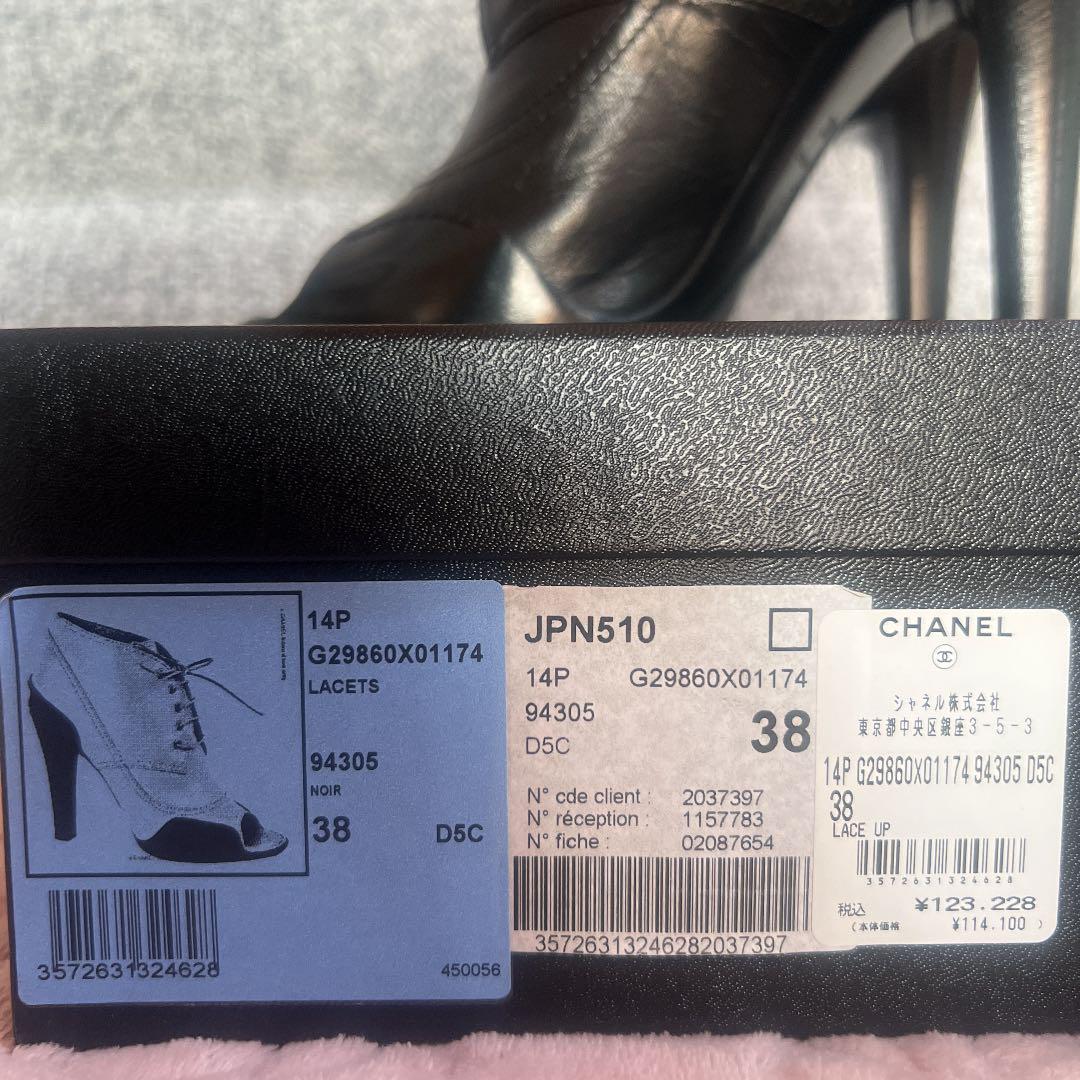 14P
G29860X01174
LACETS
94305
NOIR
38 D5C
3572631324628
450056
JPN510
14P G29860X01174
94305
D5C 38
N° cde client : 2037397
N° réception : 1157783
N° fiche : 02087654
35726313246282037397
CHANEL
シャネル株式会社
東京都中央区銀座3-5-3
14P G29860X01174 94305 D5C
38
LACE UP
3572631324628
税込 ¥123.228
(本体価格 ¥114.100 )